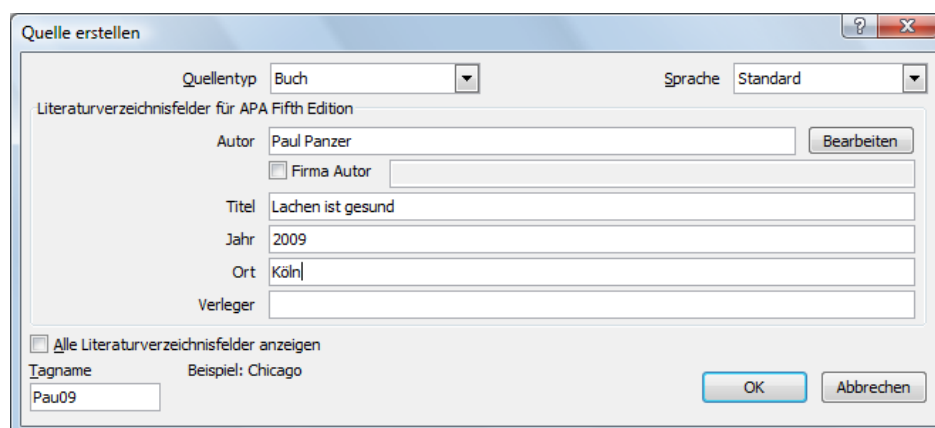 Quelle erstellen
Quellentyp Buch Sprache Standard
Literaturverzeichnisfelder für APA Fifth Edition
Autor Paul Panzer Bearbeiten
Firma Autor
Titel Lachen ist gesund
Jahr 2009
Ort Köln
Verleger
Alle Literaturverzeichnisfelder anzeigen
Tagname Beispiel: Chicago
Pau09 OK Abbrechen